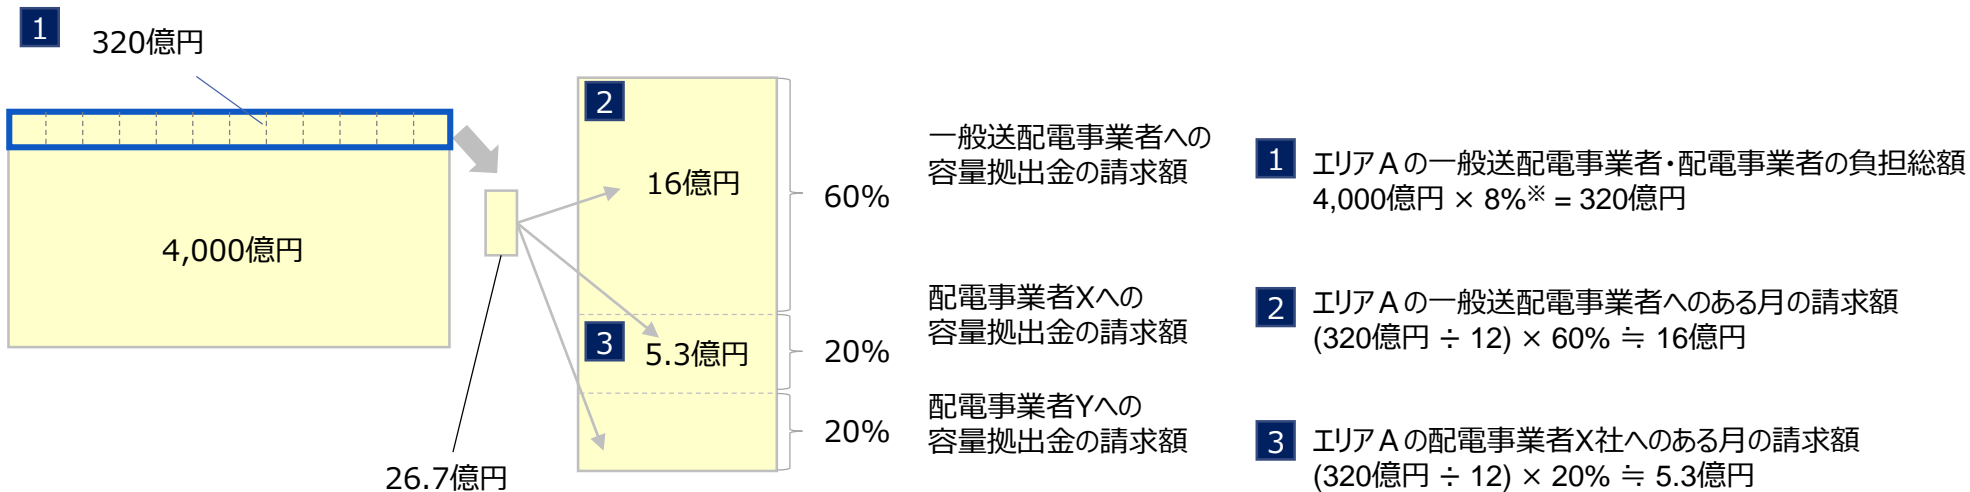 1
320億円
4,000億円
26.7億円
2
16億円
3
5.3億円
60%
20%
20%
一般送配電事業者への
容量拠出金の請求額
配電事業者Xへの
容量拠出金の請求額
配電事業者Yへの
容量拠出金の請求額
1 エリアAの一般送配電事業者・配電事業者の負担総額
4,000億円 × 8%※ = 320億円
2 エリアAの一般送配電事業者へのある月の請求額
(320億円 ÷ 12) × 60% ≒ 16億円
3 エリアAの配電事業者X社へのある月の請求額
(320億円 ÷ 12) × 20% ≒ 5.3億円